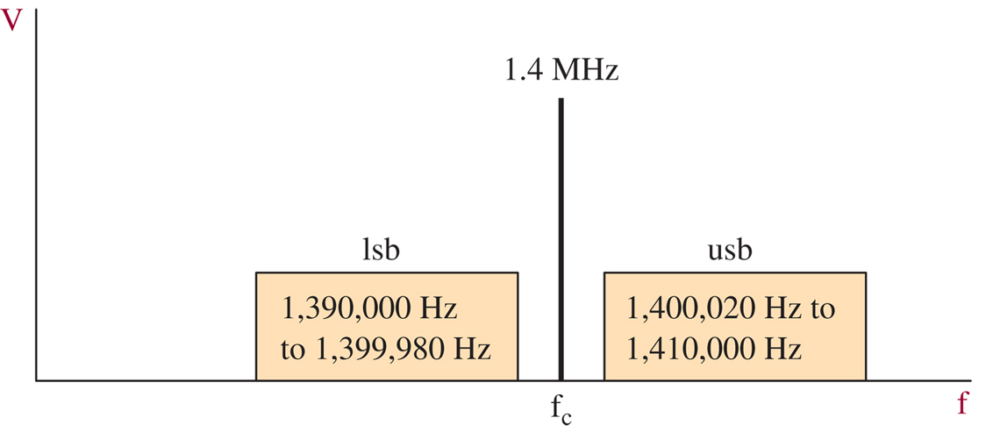 V
1.4 MHz
lsb
usb
1,390,000 Hz
to 1,399,980 Hz
1,400,020 Hz to
1,410,000 Hz
fc
f